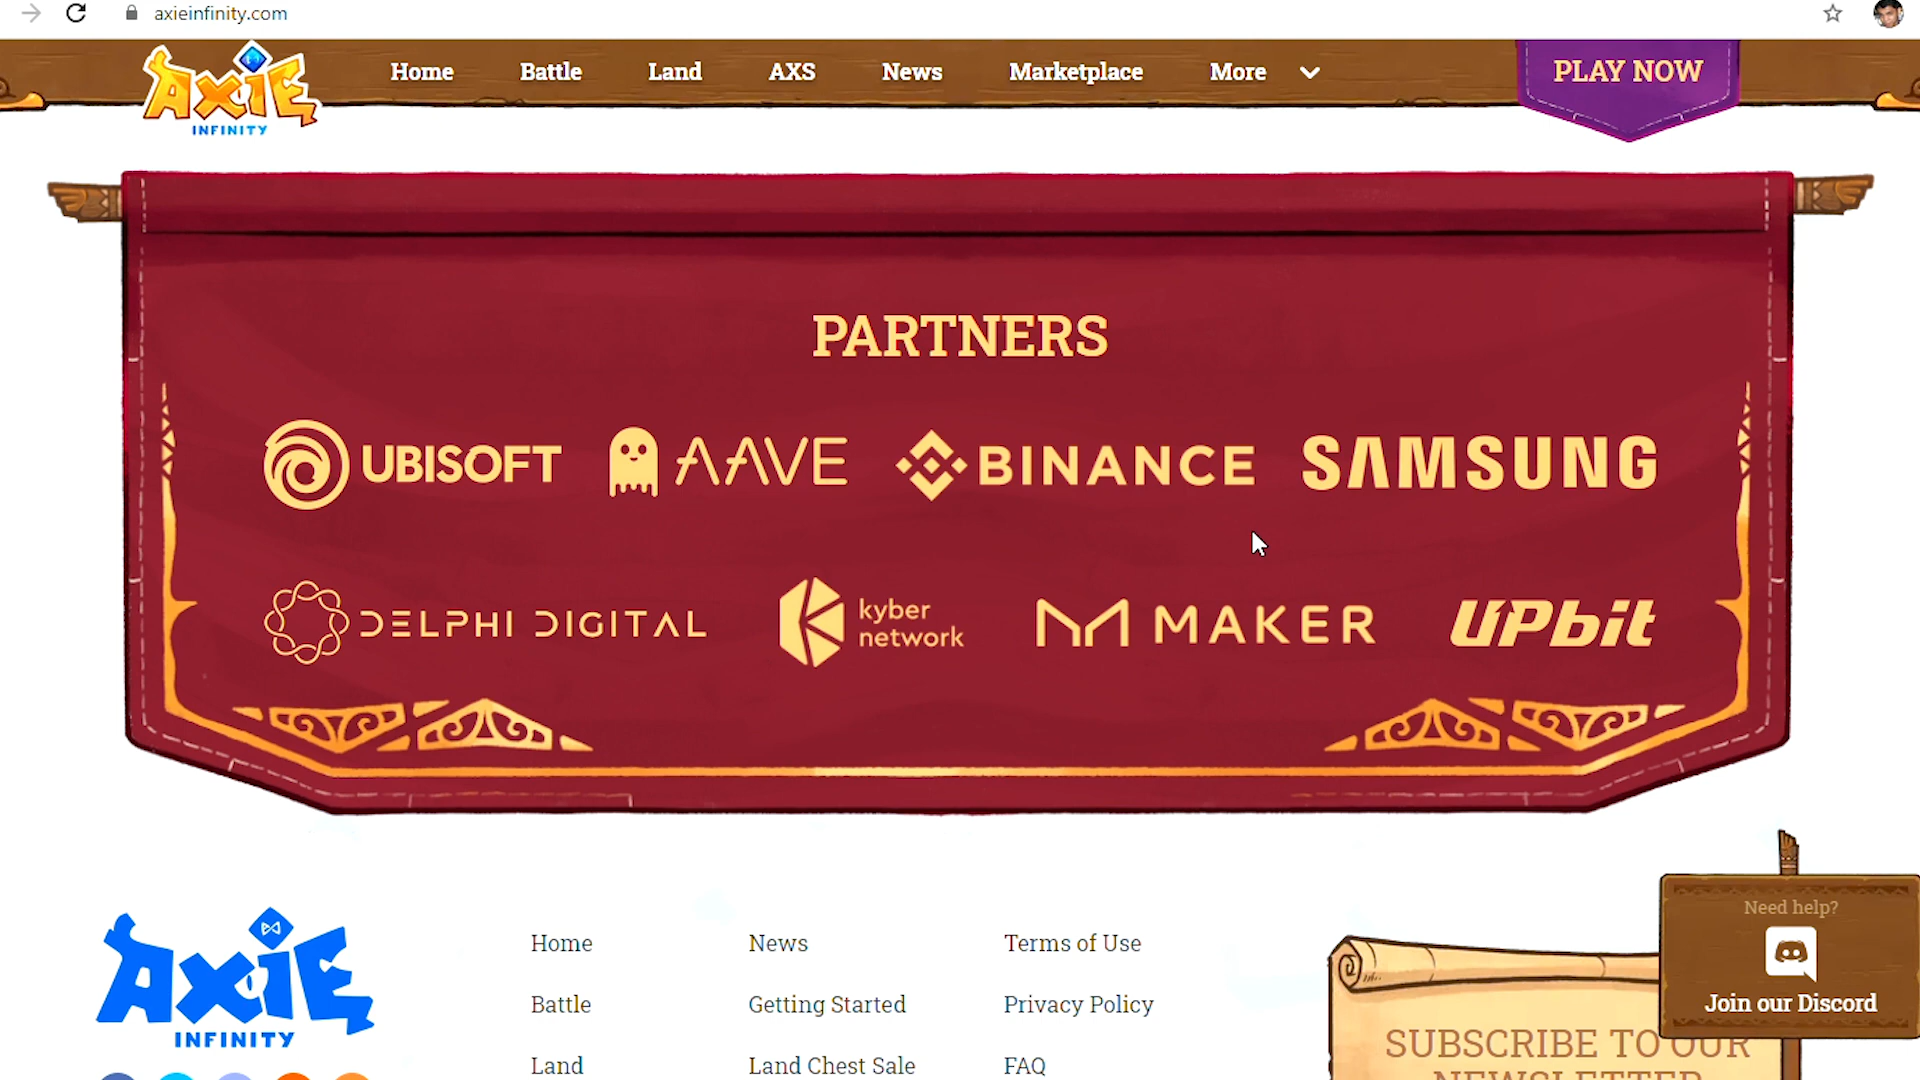 axieinfinity.com
AXIE
INFINITY
Home
Battle
Land
AXS
News
Marketplace
More
PLAY NOW
PARTNERS
UBISOFT
AAVE
BINANCE
SAMSUNG
DELPHI DIGITAL
kyber
network
MAKER
UPbit
AXIE
INFINITY
Home
Battle
Land
News
Getting Started
Land Chest Sale
Terms of Use
Privacy Policy
FAQ
SUBSCRIBE TO OUR
NEWSLETTER
Need help?
Join our Discord